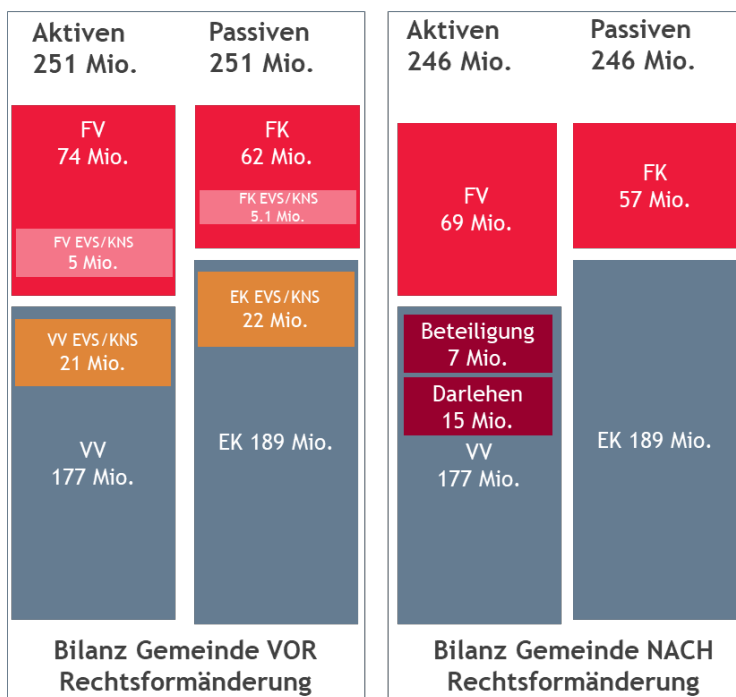 Aktiven
251 Mio.
Passiven
251 Mio.
FV
74 Mio.
FV EVS/KNS
5 Mio.
FK
62 Mio.
FK EVS/KNS
5.1 Mio.
VV EVS/KNS
21 Mio.
VV
177 Mio.
EK EVS/KNS
22 Mio.
EK 189 Mio.
Bilanz Gemeinde VOR
Rechtsformänderung
Aktiven
246 Mio.
Passiven
246 Mio.
FV
69 Mio.
FK
57 Mio.
Beteiligung
7 Mio.
Darlehen
15 Mio.
VV
177 Mio.
EK 189 Mio.
Bilanz Gemeinde NACH
Rechtsformänderung